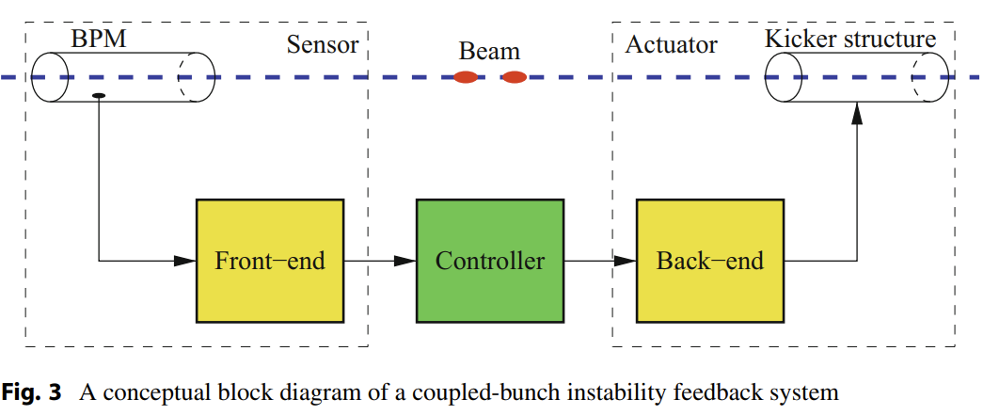 BPM
Sensor
Beam
Actuator
Kicker structure
Front−end
Controller
Back−end
Fig. 3 A conceptual block diagram of a coupled-bunch instability feedback system